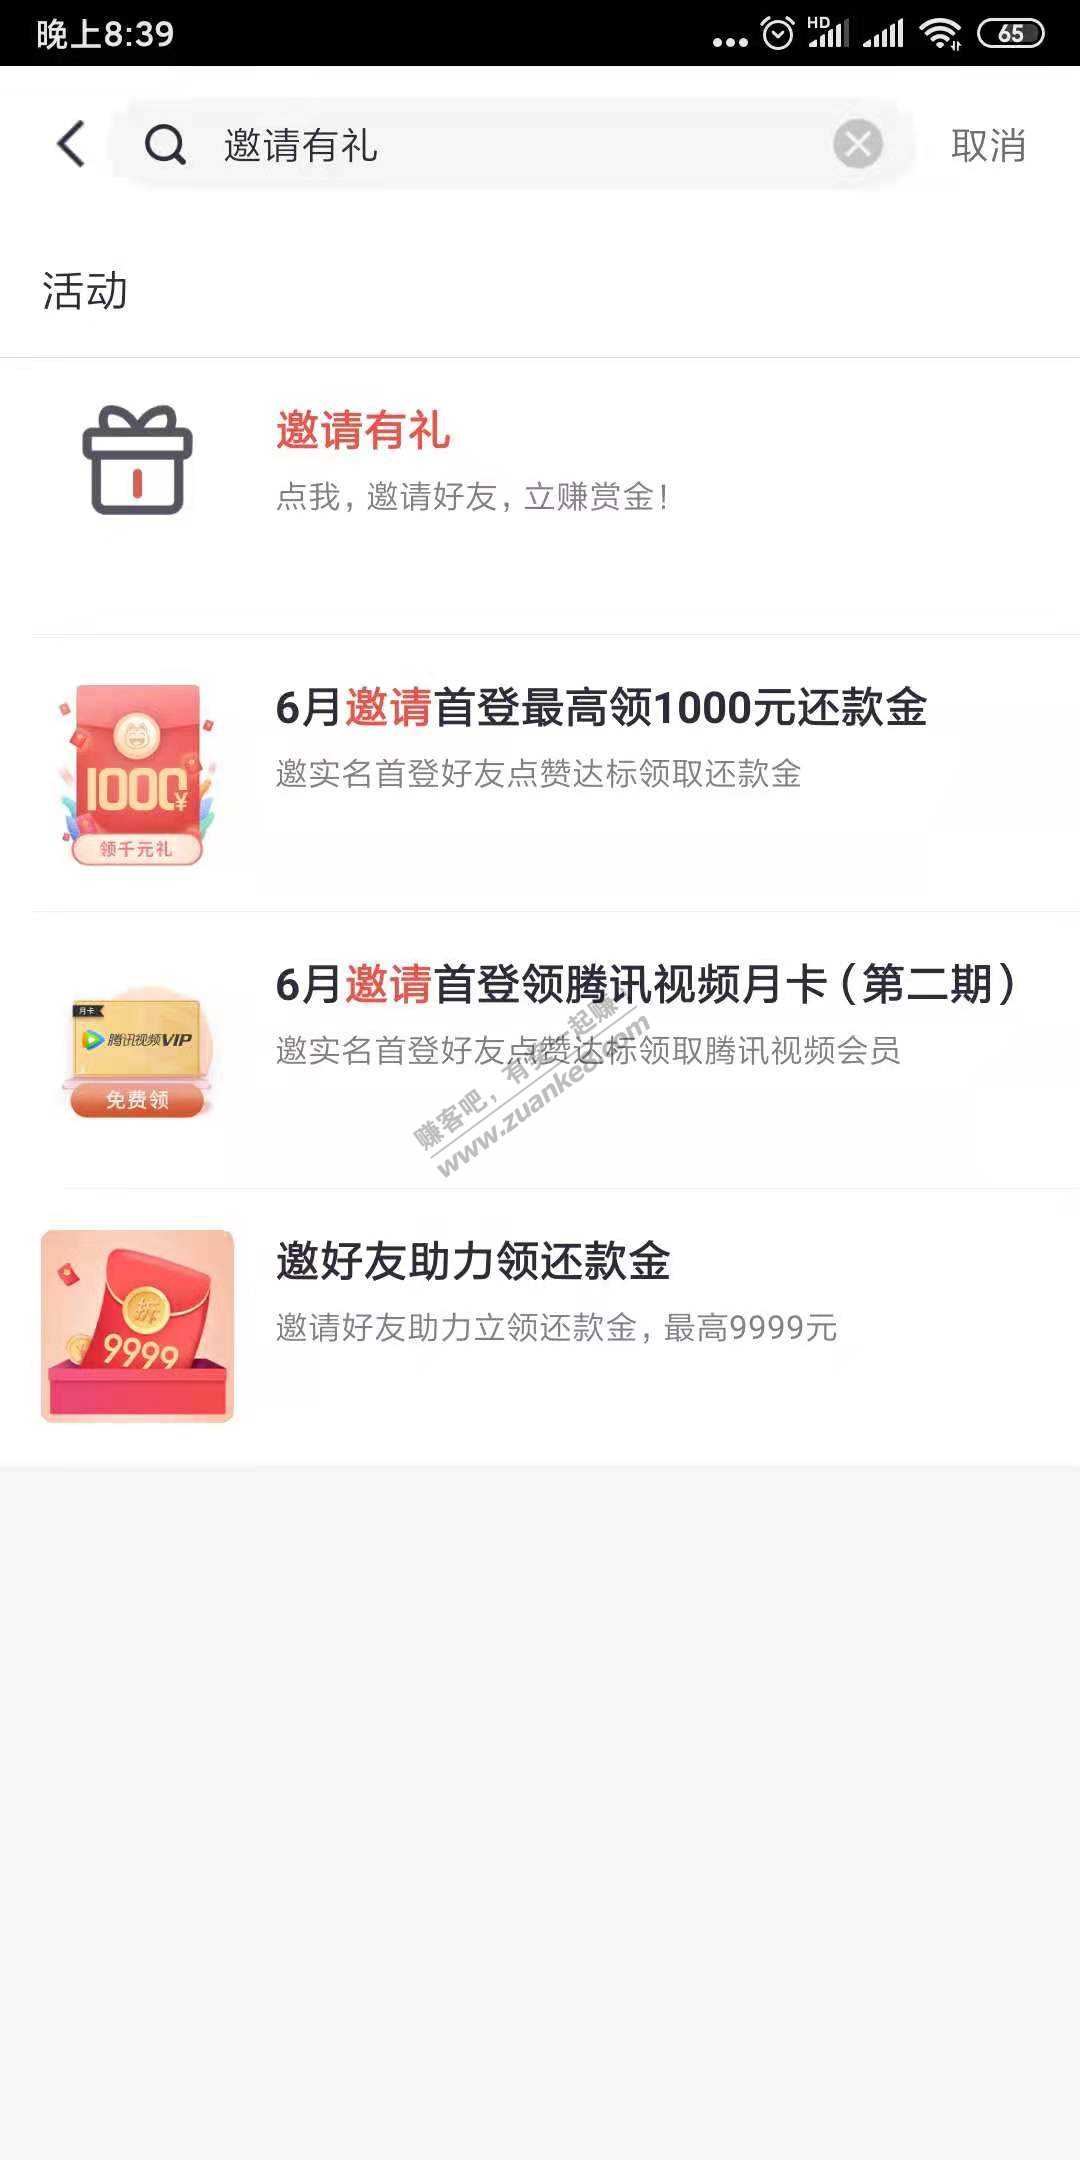 晚上8:39
HD
65
邀请有礼
取消
活动
邀请有礼
点我，邀请好友，立赚赏金！
6月邀请首登最高领1000元还款金
邀实名首登好友点赞达标领取还款金
1000¥
领千元礼
6月邀请首登领腾讯视频月卡（第二期）
邀实名首登好友点赞达标领取腾讯视频会员
月卡
腾讯视频VIP
免费领
赚客吧，有奖一起赚！
www.zuanke8.com
邀好友助力领还款金
邀请好友助力立领还款金，最高9999元
拆
9999